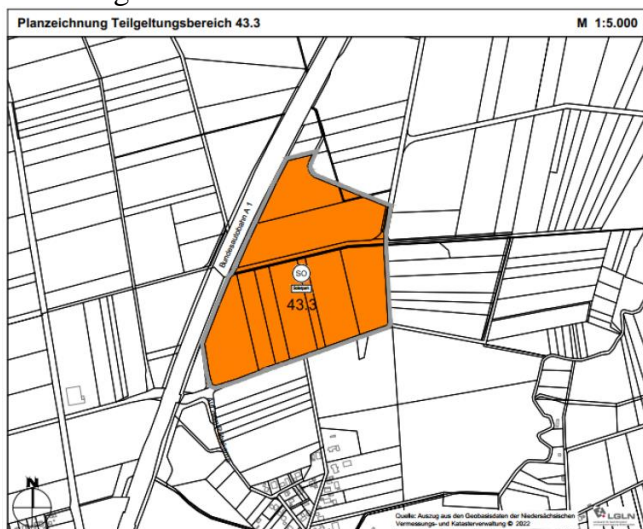 Planzeichnung Teilgeltungsbereich 43.3 M 1:5.000
Bundesautobahn A 1
SO
Solarpark
43.3
N
Quelle: Auszug aus den Geobasisdaten der Niedersächsischen
Vermessungs- und Katasterverwaltung © 2022
LGLN